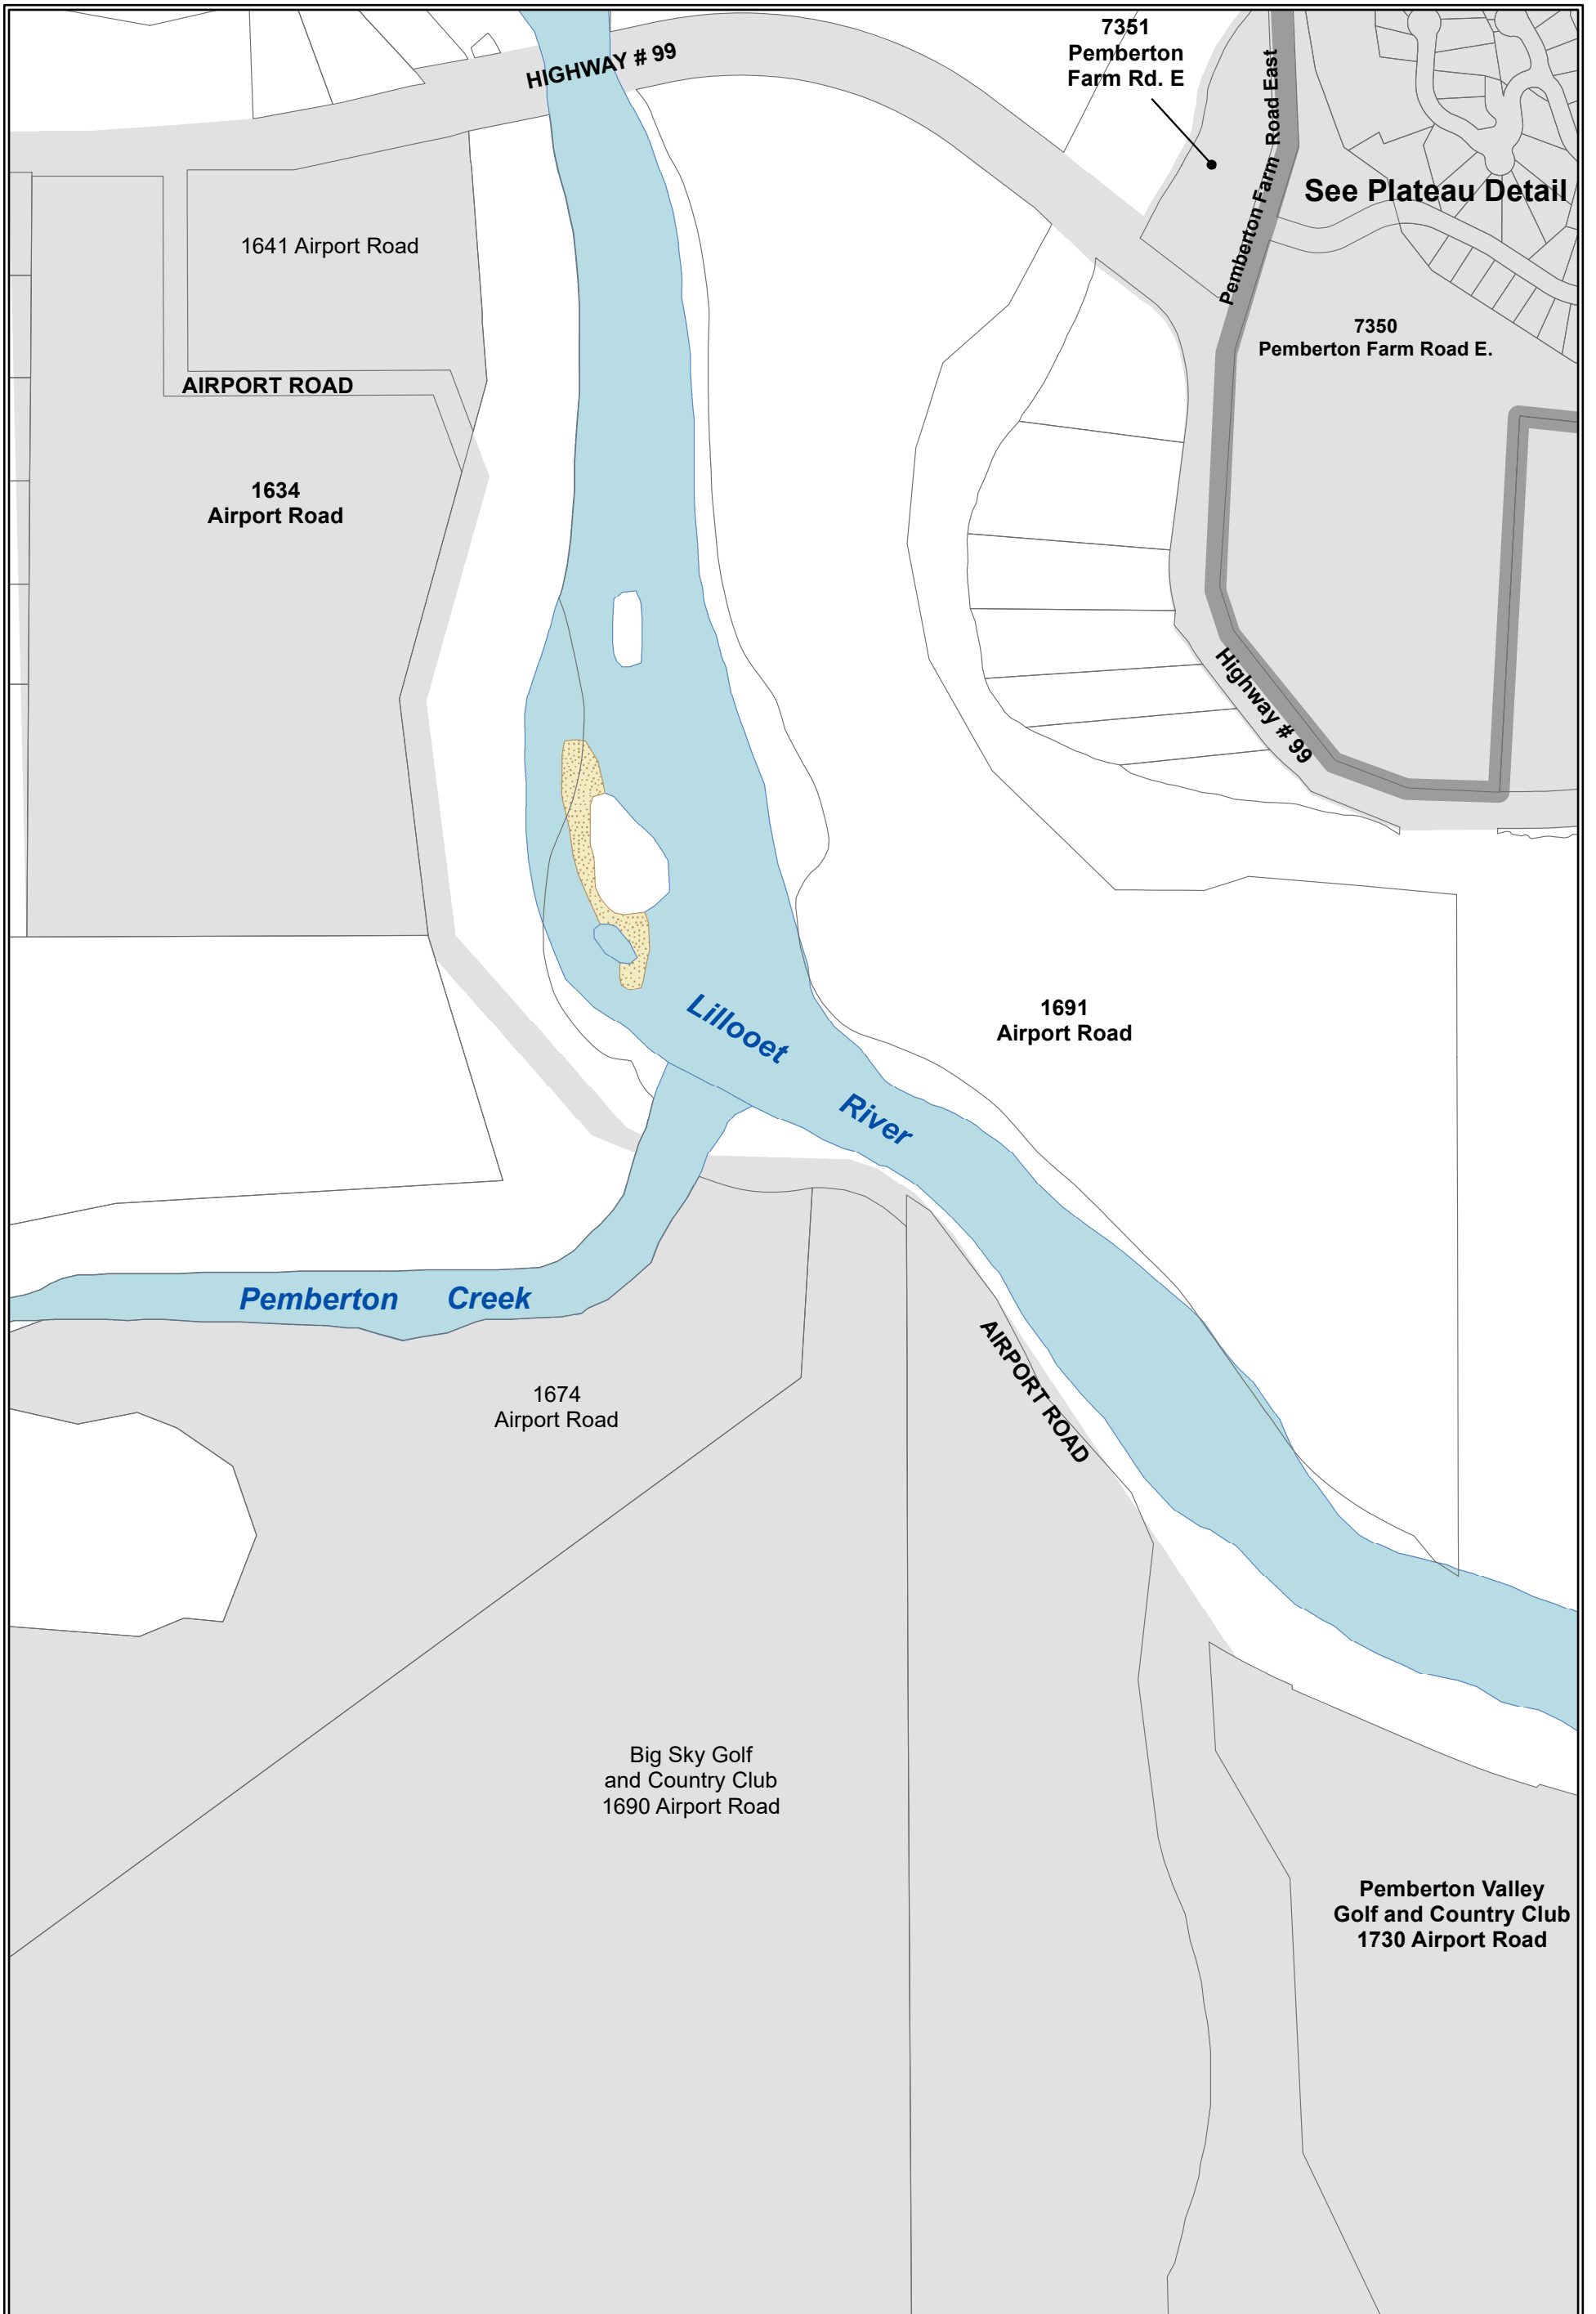 HIGHWAY # 99
7351
Pemberton
Farm Rd. E
Pemberton Farm Road East
See Plateau Detail
1641 Airport Road
7350
Pemberton Farm Road E.
AIRPORT ROAD
1634
Airport Road
Highway # 99
Lillooet
River
1691
Airport Road
Pemberton Creek
AIRPORT ROAD
1674
Airport Road
Big Sky Golf
and Country Club
1690 Airport Road
Pemberton Valley
Golf and Country Club
1730 Airport Road